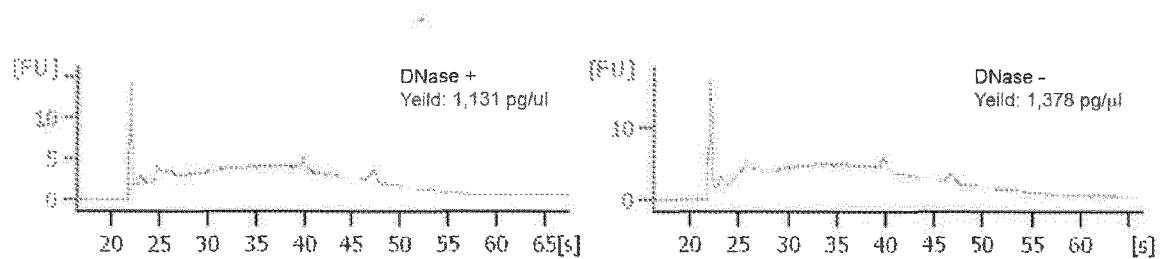 [FU]
DNase +
Yeild: 1,131 pg/ul
10
5
0
20 25 30 35 40 45 50 55 60 65[s]
[FU]
DNase -
Yeild: 1,378 pg/µl
10
0
20 25 30 35 40 45 50 55 60 [s]